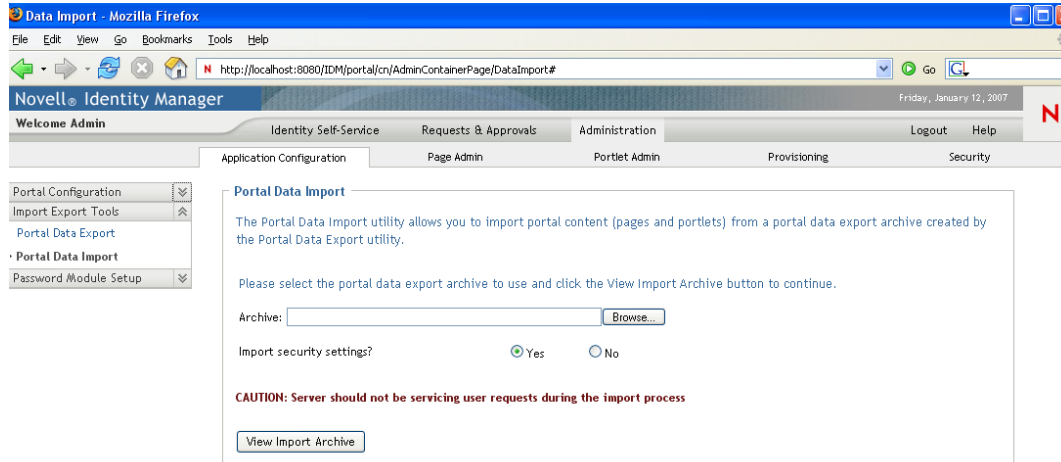 Data Import - Mozilla Firefox
File Edit View Go Bookmarks Tools Help
N http://localhost:8080/IDM/portal/cn/AdminContainerPage/DataImport# Go G
Novell® Identity Manager Friday, January 12, 2007
N
Welcome Admin Identity Self-Service Requests & Approvals Administration Logout Help
Application Configuration Page Admin Portlet Admin Provisioning Security
Portal Configuration
Import Export Tools
Portal Data Export
Portal Data Import
Password Module Setup
Portal Data Import
The Portal Data Import utility allows you to import portal content (pages and portlets) from a portal data export archive created by
the Portal Data Export utility.
Please select the portal data export archive to use and click the View Import Archive button to continue.
Archive: Browse...
Import security settings? Yes No
CAUTION: Server should not be servicing user requests during the import process
View Import Archive